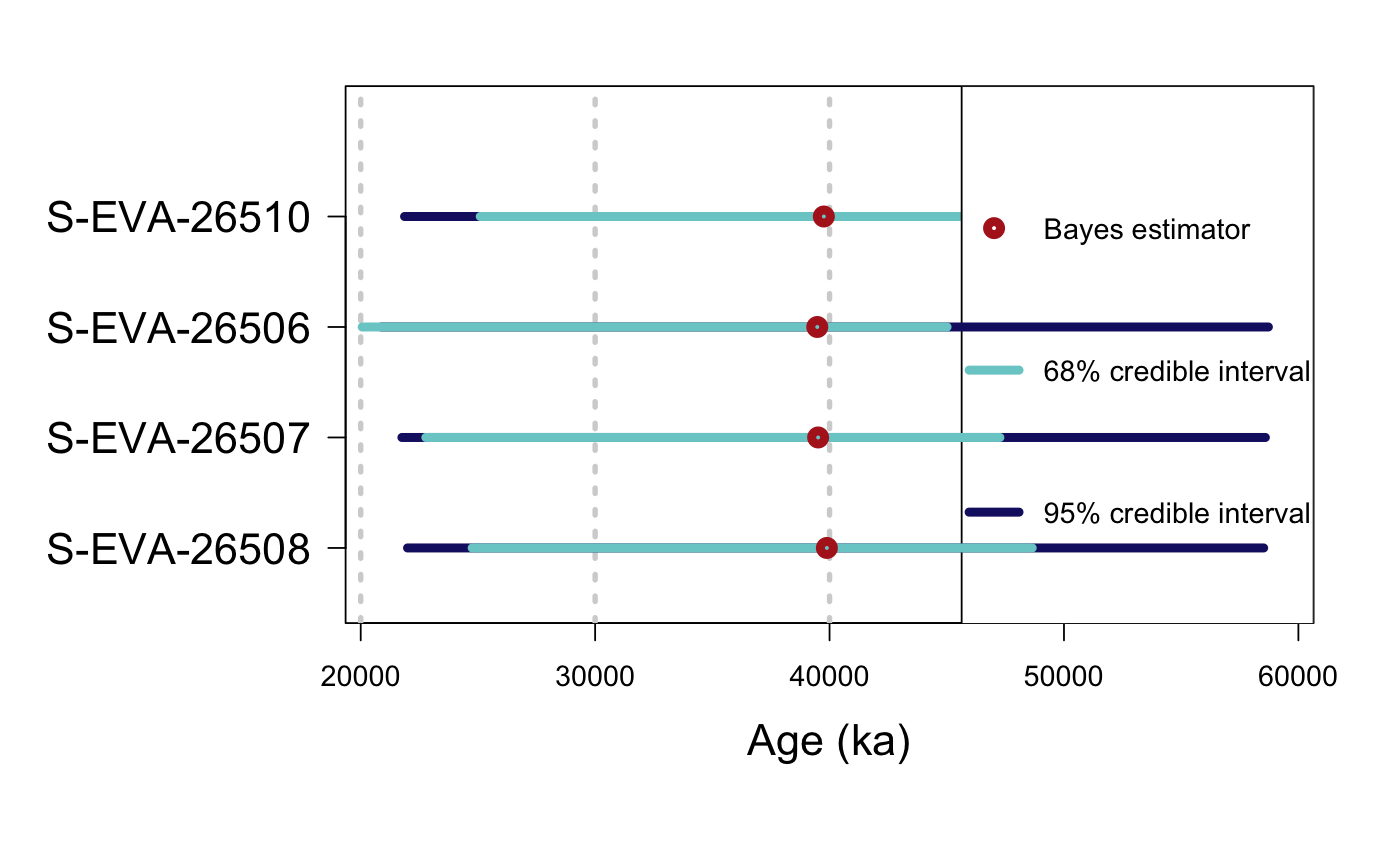 S-EVA-26510
Bayes estimator
S-EVA-26506
68% credible interval
S-EVA-26507
95% credible interval
S-EVA-26508
20000 30000 40000 50000 60000
Age (ka)